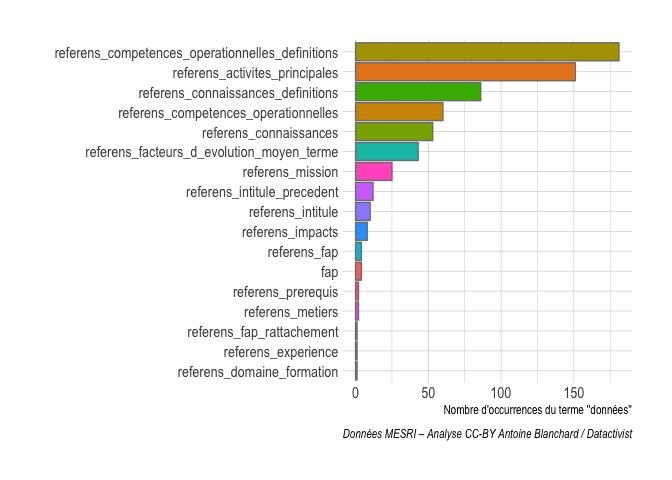 referens_competences_operationnelles_definitions
referens_activites_principales
referens_connaissances_definitions
referens_competences_operationnelles
referens_connaissances
referens_facteurs_d_evolution_moyen_terme
referens_mission
referens_intitule_precedent
referens_intitule
referens_impacts
referens_fap
fap
referens_prerequis
referens_metiers
referens_fap_rattachement
referens_experience
referens_domaine_formation
0 50 100 150
Nombre d'occurrences du terme "données"
Données MESRI – Analyse CC-BY Antoine Blanchard / Datactivist